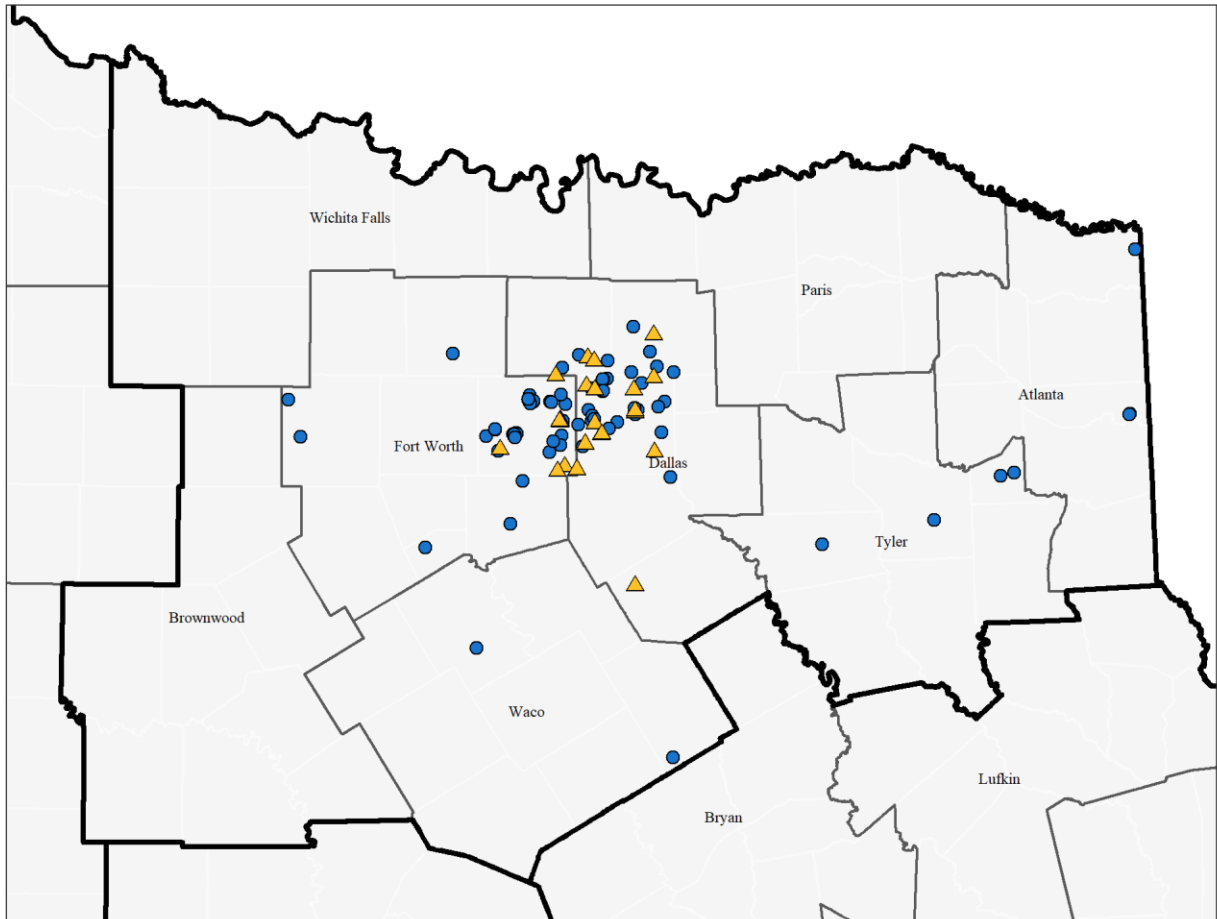 Wichita Falls
Paris
Atlanta
Fort Worth
Dallas
Tyler
Brownwood
Waco
Lufkin
Bryan